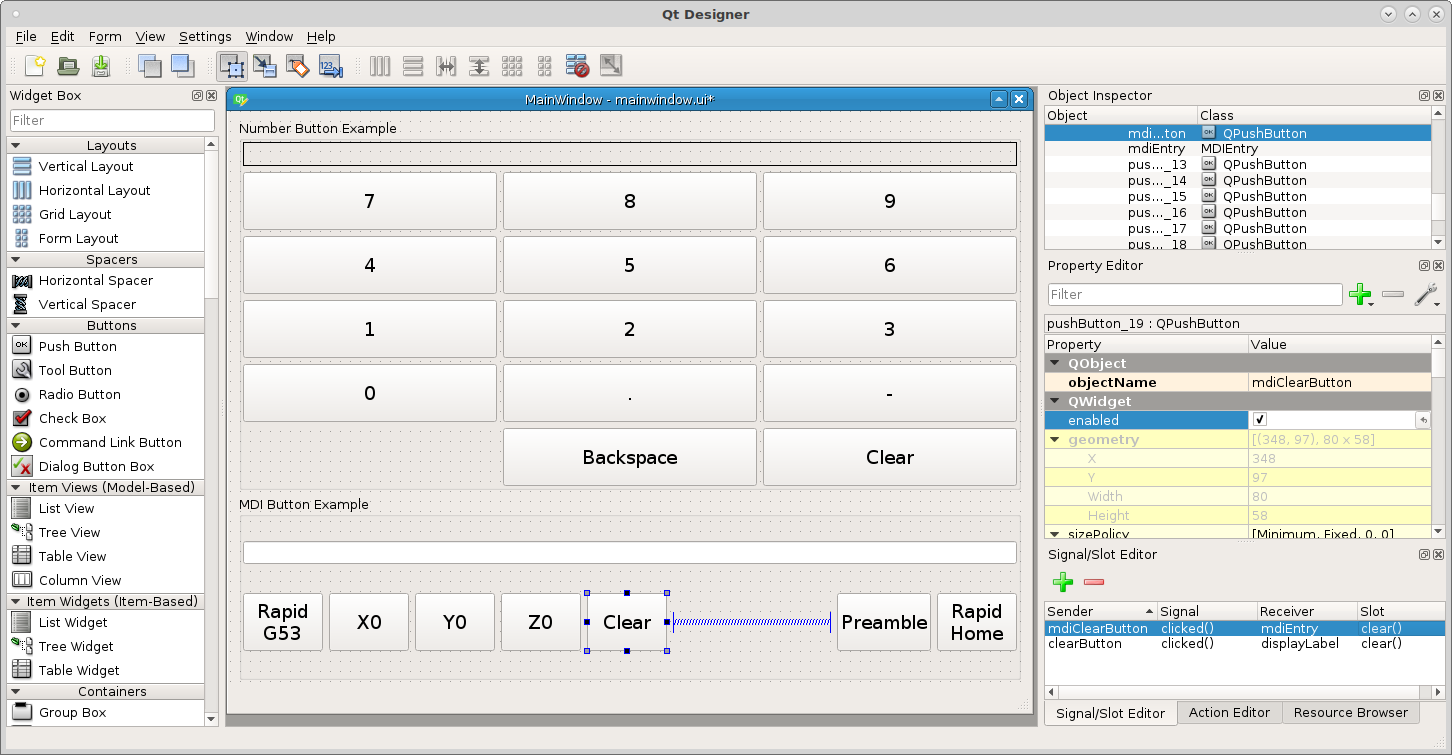 Qt Designer
File Edit Form View Settings Window Help
Widget Box
Filter
Layouts
Vertical Layout
Horizontal Layout
Grid Layout
Form Layout
Spacers
Horizontal Spacer
Vertical Spacer
Buttons
OK Push Button
Tool Button
Radio Button
Check Box
Command Link Button
Dialog Button Box
Item Views (Model-Based)
List View
Tree View
Table View
Column View
Item Widgets (Item-Based)
List Widget
Tree Widget
Table Widget
Containers
Group Box
Qt MainWindow - mainwindow.ui*
Number Button Example
7 8 9
4 5 6
1 2 3
0 . -
Backspace Clear
MDI Button Example
Rapid G53 X0 Y0 Z0 Clear Preamble Rapid Home
Object Inspector
Object Class
mdi...ton OK QPushButton
mdiEntry MDIEntry
pus..._13 OK QPushButton
pus..._14 OK QPushButton
pus..._15 OK QPushButton
pus..._16 OK QPushButton
pus..._17 OK QPushButton
pus..._18 OK QPushButton
Property Editor
Filter
pushButton_19 : QPushButton
Property Value
QObject
objectName mdiClearButton
QWidget
enabled
geometry [(348, 97), 80 x 58]
X 348
Y 97
Width 80
Height 58
sizePolicy [Minimum, Fixed, 0, 0]
Signal/Slot Editor
Sender Signal Receiver Slot
mdiClearButton clicked() mdiEntry clear()
clearButton clicked() displayLabel clear()
Signal/Slot Editor Action Editor Resource Browser